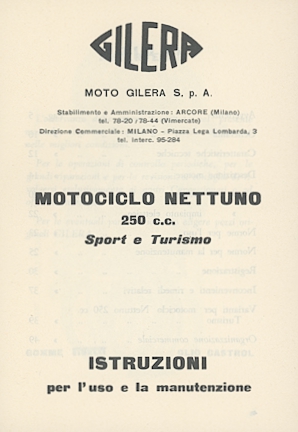 GILERA
MOTO GILERA S. p. A.
Stabilimento e Amministrazione: ARCORE (Milano)
tel. 78-20 / 78-44 (Vimercate)
Direzione Commerciale: MILANO - Piazza Lega Lombarda, 3
tel. interc. 95-284
MOTOCICLO NETTUNO
250 c.c.
Sport e Turismo
ISTRUZIONI
per l'uso e la manutenzione